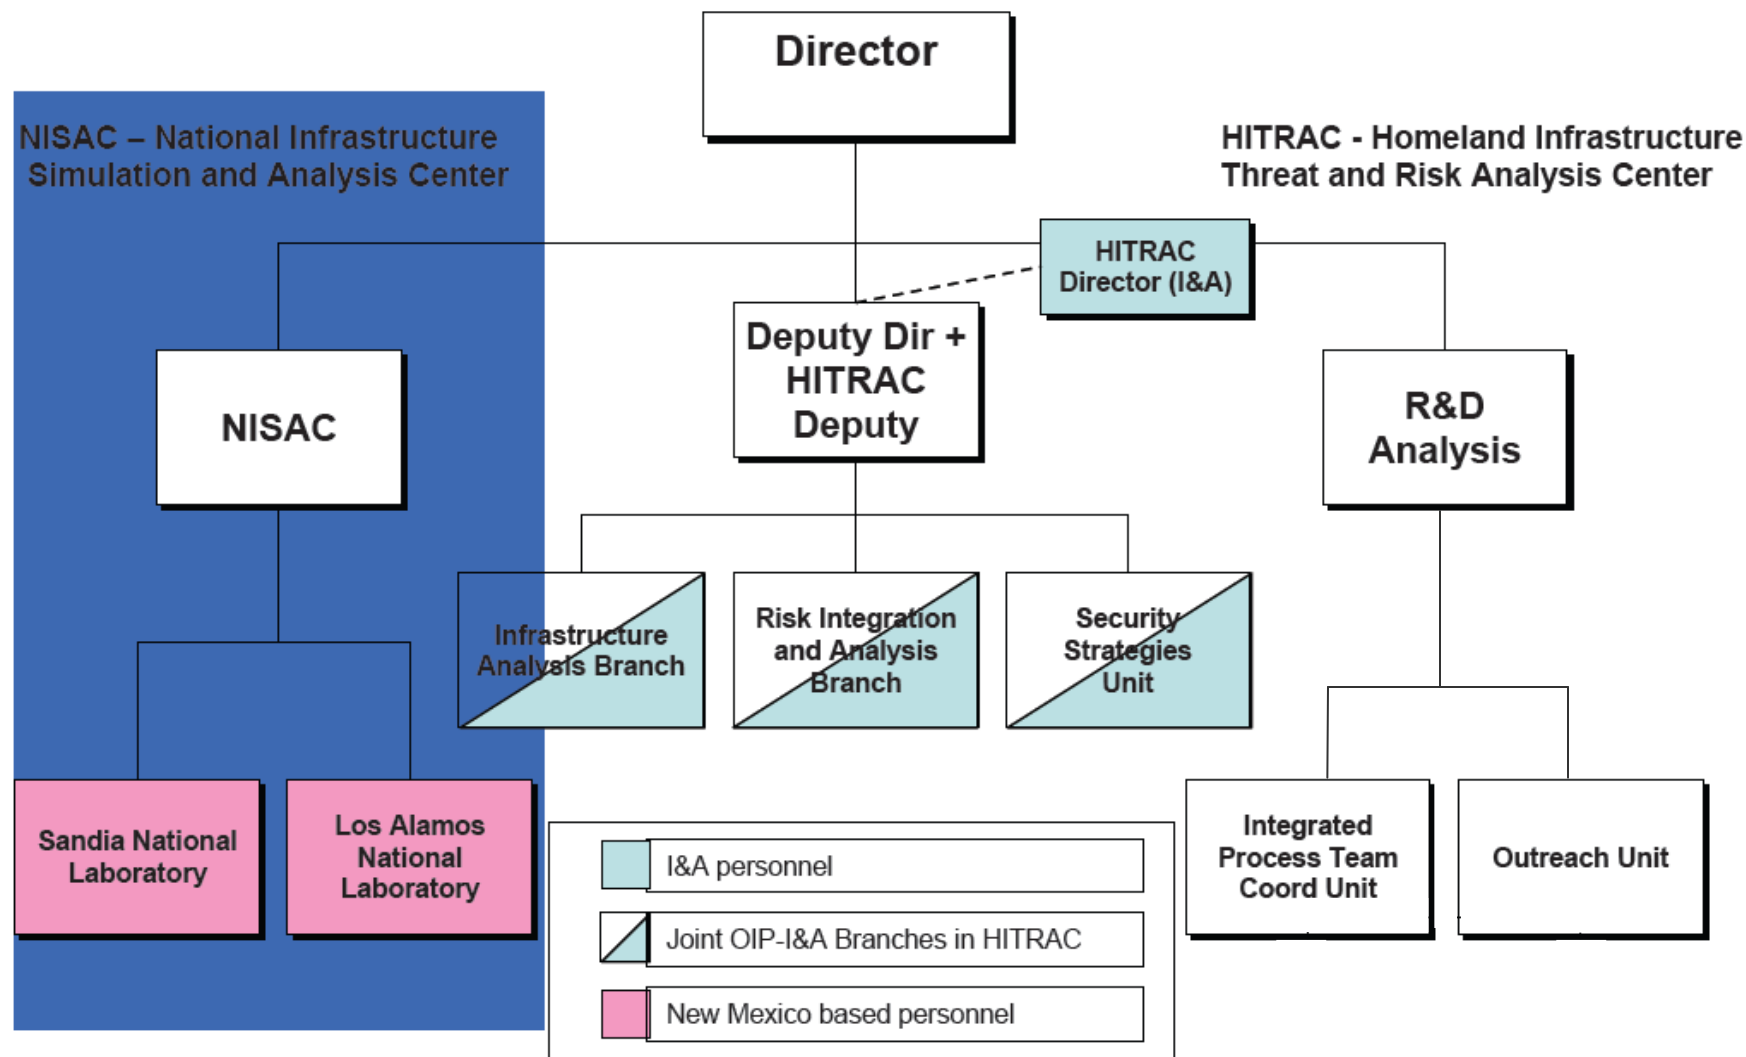 Director
NISAC – National Infrastructure
Simulation and Analysis Center
HITRAC - Homeland Infrastructure
Threat and Risk Analysis Center
HITRAC
Director (I&A)
Deputy Dir +
HITRAC
Deputy
NISAC
R&D
Analysis
Infrastructure
Analysis Branch
Risk Integration
and Analysis
Branch
Security
Strategies
Unit
Sandia National
Laboratory
Los Alamos
National
Laboratory
Integrated
Process Team
Coord Unit
Outreach Unit
I&A personnel
Joint OIP-I&A Branches in HITRAC
New Mexico based personnel